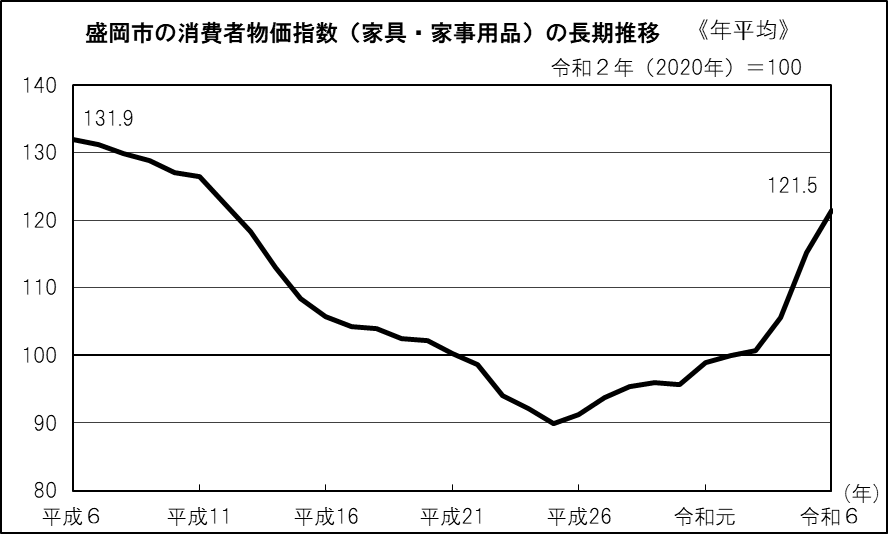 盛岡市の消費者物価指数（家具・家事用品）の長期推移　《年平均》
令和２年（2020年）＝100
140
131.9
130
121.5
120
110
100
90
80
（年）
平成６　平成11　平成16　平成21　平成26　令和元　令和６